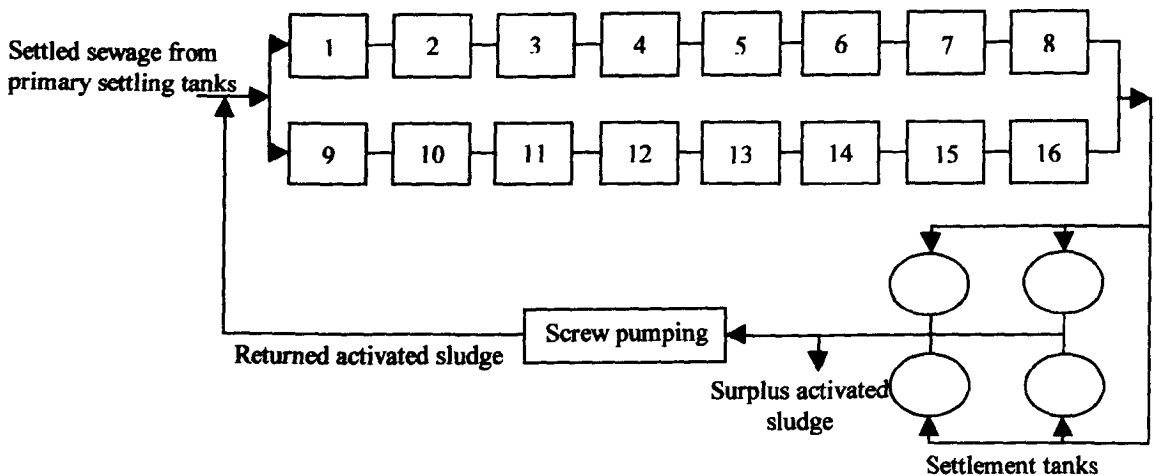 Settled sewage from
primary settling tanks
1 2 3 4 5 6 7 8
9 10 11 12 13 14 15 16
Screw pumping
Returned activated sludge
Surplus activated
sludge
Settlement tanks